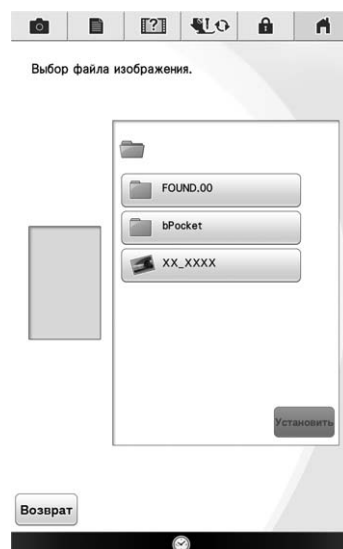 Выбор файла изображения.
FOUND.00
bPocket
XX_XXXX
Установить
Возврат